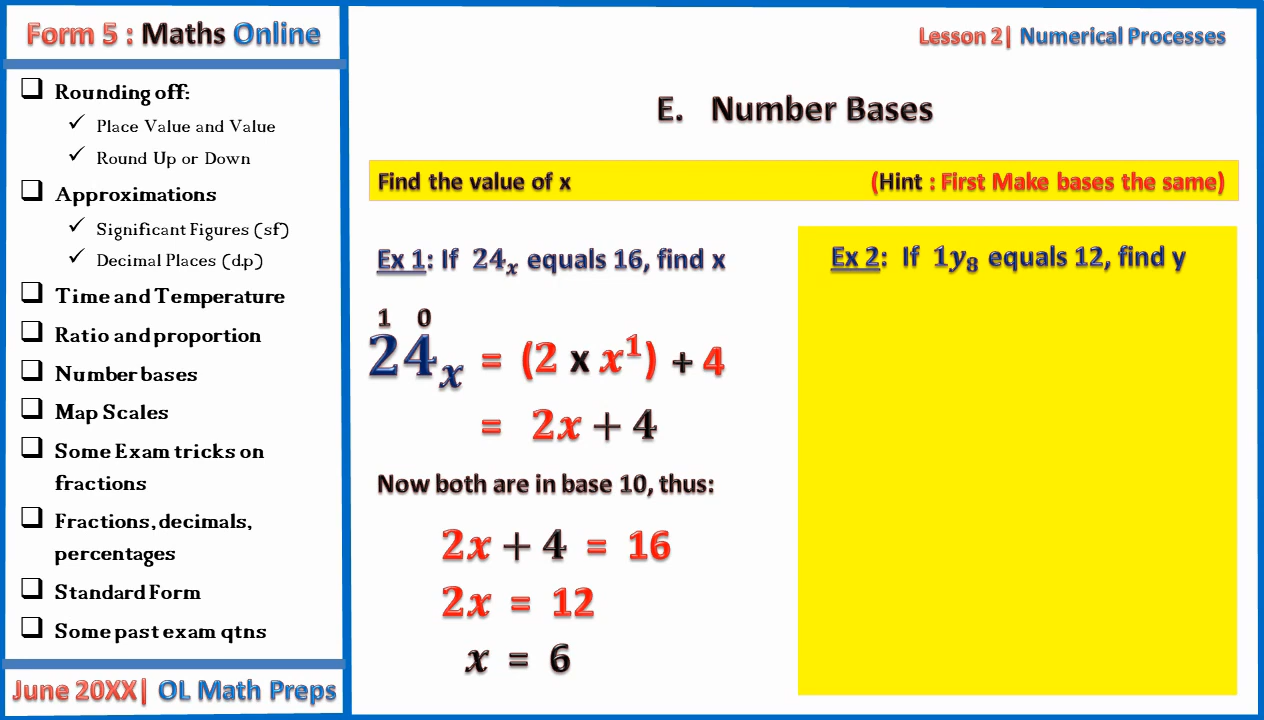 Form 5 : Maths Online
Rounding off:
Place Value and Value
Round Up or Down
Approximations
Significant Figures (sf)
Decimal Places (d.p)
Time and Temperature
Ratio and proportion
Number bases
Map Scales
Some Exam tricks on
fractions
Fractions, decimals,
percentages
Standard Form
Some past exam qtns
June 20XX| OL Math Preps
Lesson 2| Numerical Processes
E. Number Bases
Find the value of x (Hint : First Make bases the same)
Ex 1: If 24ₓ equals 16, find x
1 0
24ₓ = (2 x x¹) + 4
= 2x + 4
Now both are in base 10, thus:
2x + 4 = 16
2x = 12
x = 6
Ex 2: If 1y₈ equals 12, find y